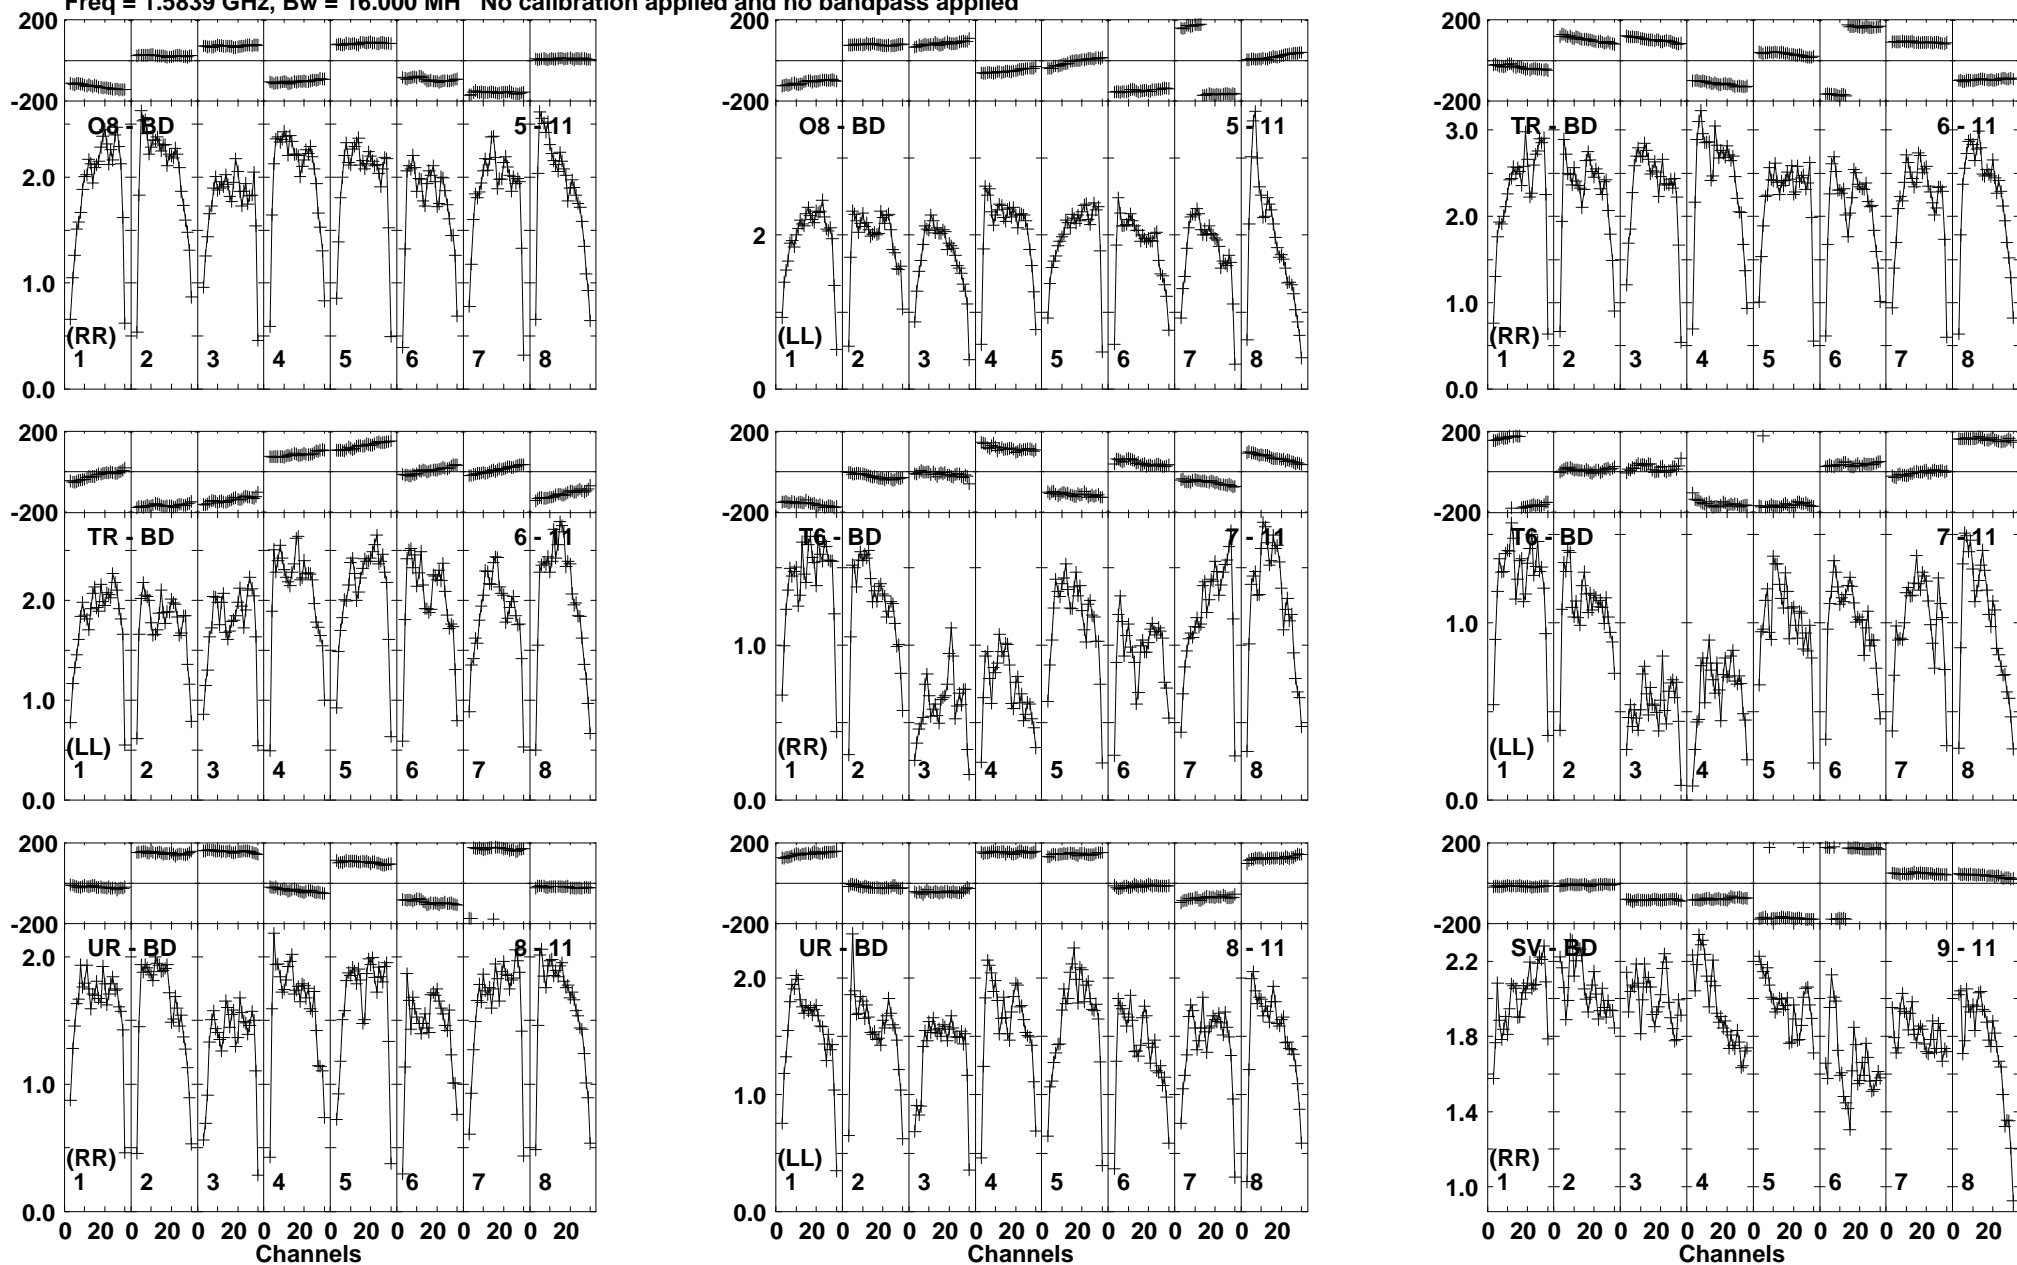 Freq = 1.5839 GHz, Bw = 16.000 MH No calibration applied and no bandpass applied
200 200 200
-200 -200 -200
O8 - BD 5 - 11 O8 - BD 5 - 11 TR - BD 6 - 11
3.0
2.0 2 2.0
1.0 1.0
(RR) (LL) (RR)
1 2 3 4 5 6 7 8 1 2 3 4 5 6 7 8 1 2 3 4 5 6 7 8
0.0 0 0.0
200 200 200
-200 -200 -200
TR - BD 6 - 11 T6 - BD 7 - 11 T6 - BD 7 - 11
2.0 1.0 1.0
1.0
(LL) (RR) (LL)
1 2 3 4 5 6 7 8 1 2 3 4 5 6 7 8 1 2 3 4 5 6 7 8
0.0 0.0 0.0
200 200 200
-200 -200 -200
UR - BD 8 - 11 UR - BD 8 - 11 SV - BD 9 - 11
2.0 2.0 2.2
1.8
1.0 1.0 1.4
(RR) (LL) (RR)
1 2 3 4 5 6 7 8 1 2 3 4 5 6 7 8 1 2 3 4 5 6 7 8
0.0 0.0 1.0
0 20 0 20 0 20 0 20 0 20 0 20 0 20 0 20 0 20 0 20 0 20 0 20 0 20 0 20 0 20 0 20 0 20 0 20 0 20 0 20 0 20 0 20 0 20 0 20
Channels Channels Channels